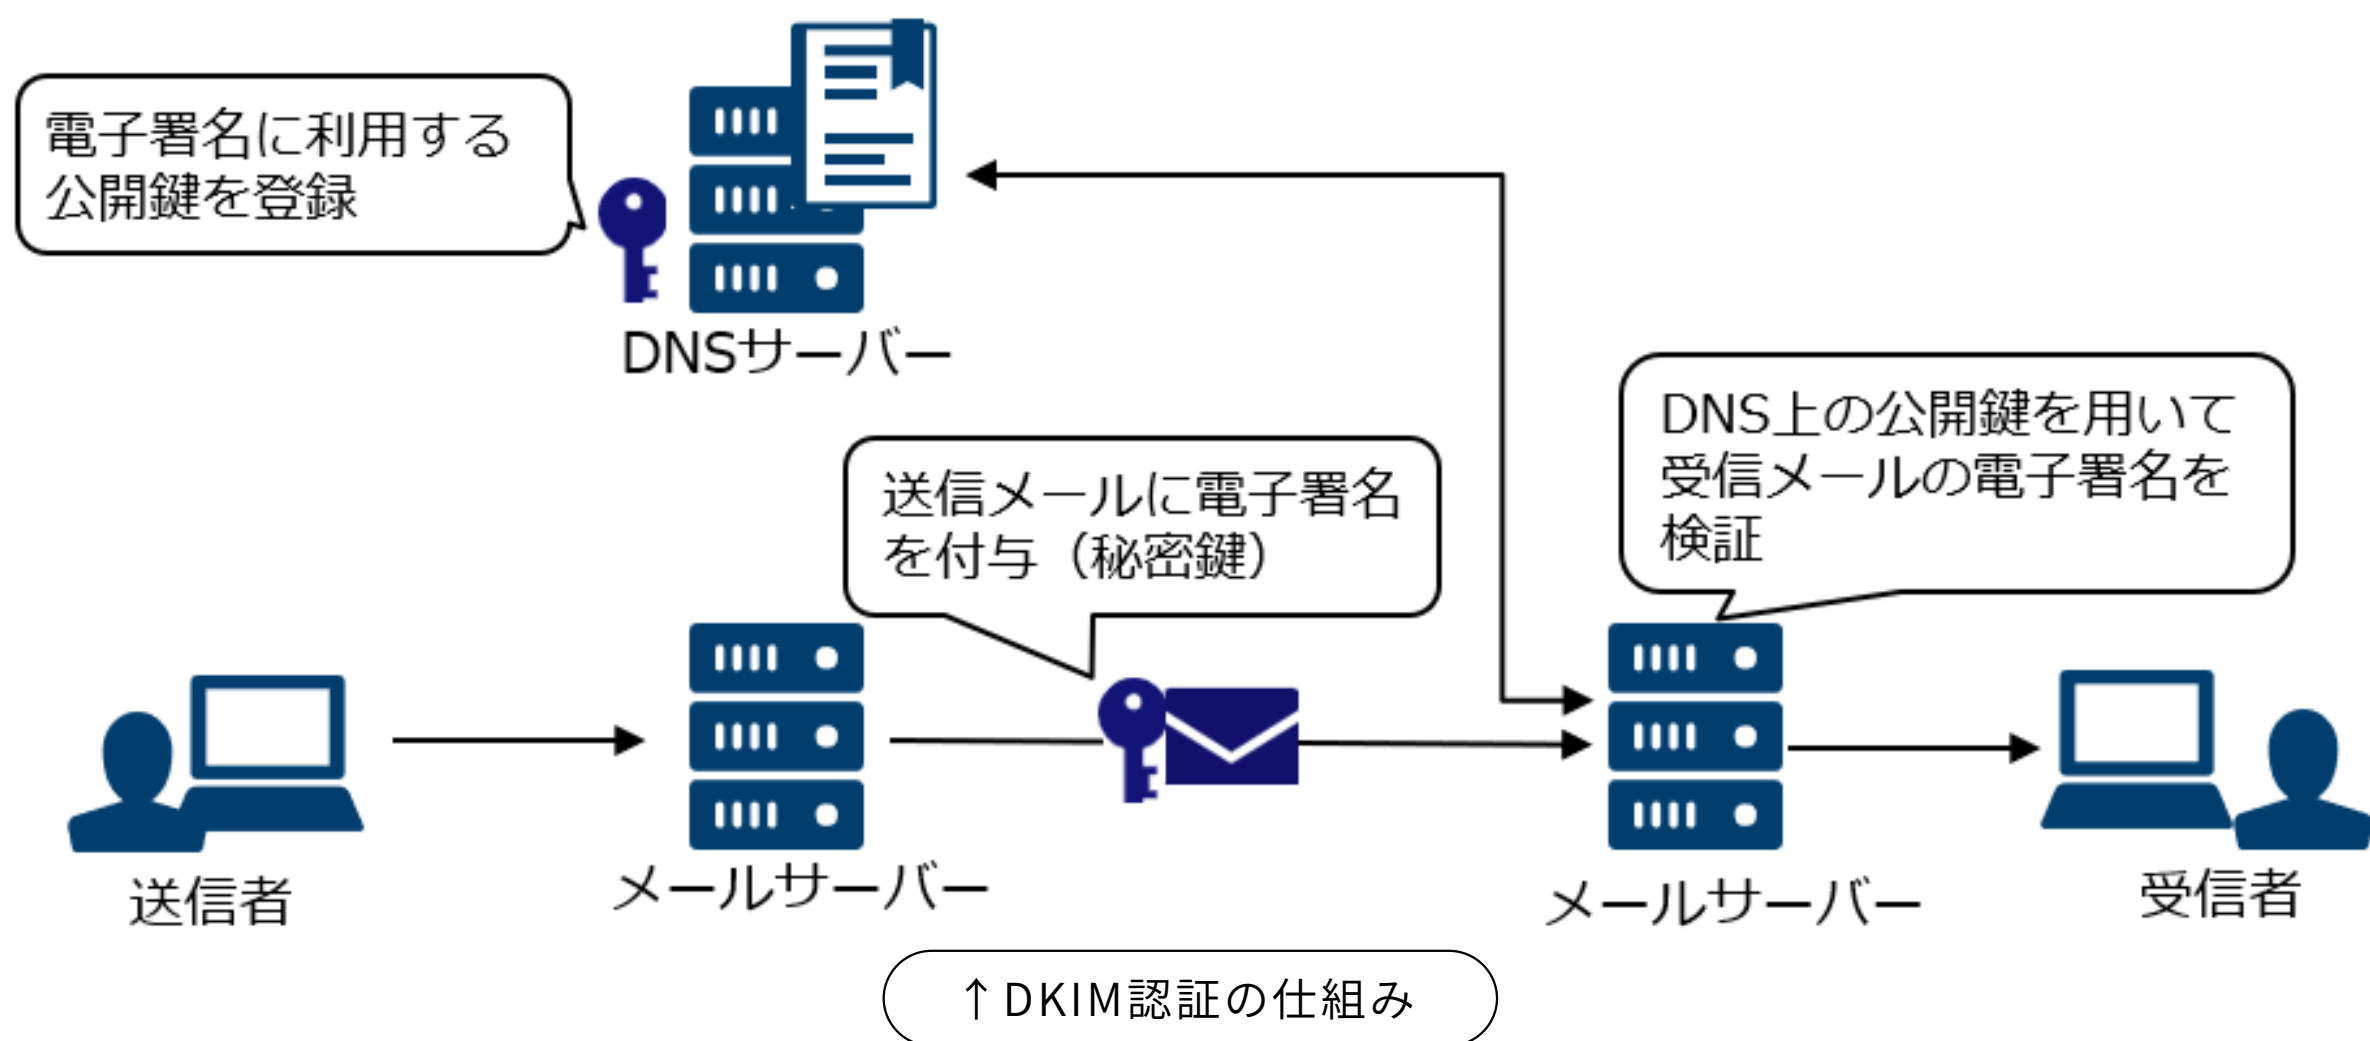 電子署名に利用する
公開鍵を登録
DNSサーバー
DNS上の公開鍵を用いて
受信メールの電子署名を
検証
送信メールに電子署名
を付与（秘密鍵）
送信者
メールサーバー
メールサーバー
受信者
↑DKIM認証の仕組み